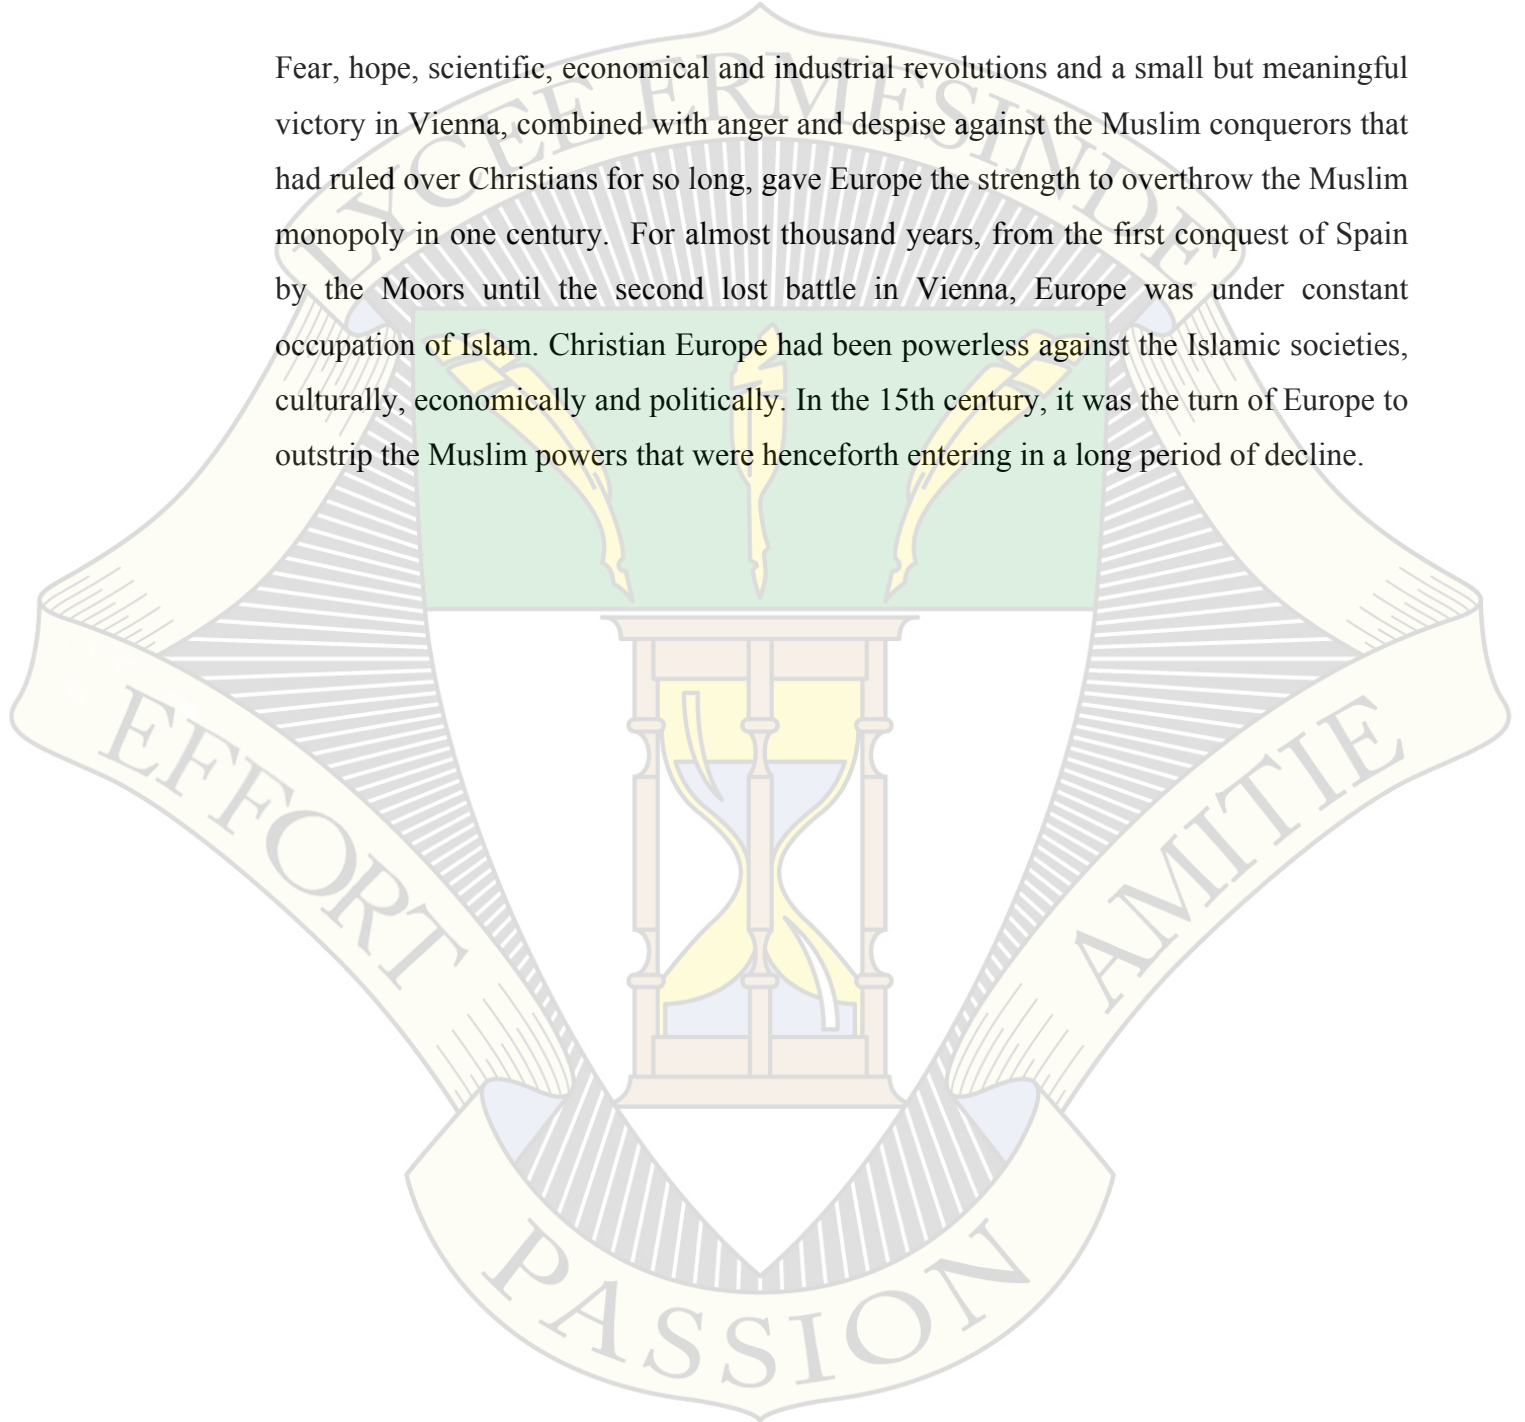 Fear, hope, scientific, economical and industrial revolutions and a small but meaningful
victory in Vienna, combined with anger and despise against the Muslim conquerors that
had ruled over Christians for so long, gave Europe the strength to overthrow the Muslim
monopoly in one century.  For almost thousand years, from the first conquest of Spain
by the Moors until the second lost battle in Vienna, Europe was under constant
occupation of Islam. Christian Europe had been powerless against the Islamic societies,
culturally, economically and politically. In the 15th century, it was the turn of Europe to
outstrip the Muslim powers that were henceforth entering in a long period of decline.
LYCEE ERMESINDE
EFFORT
AMITIE
PASSION